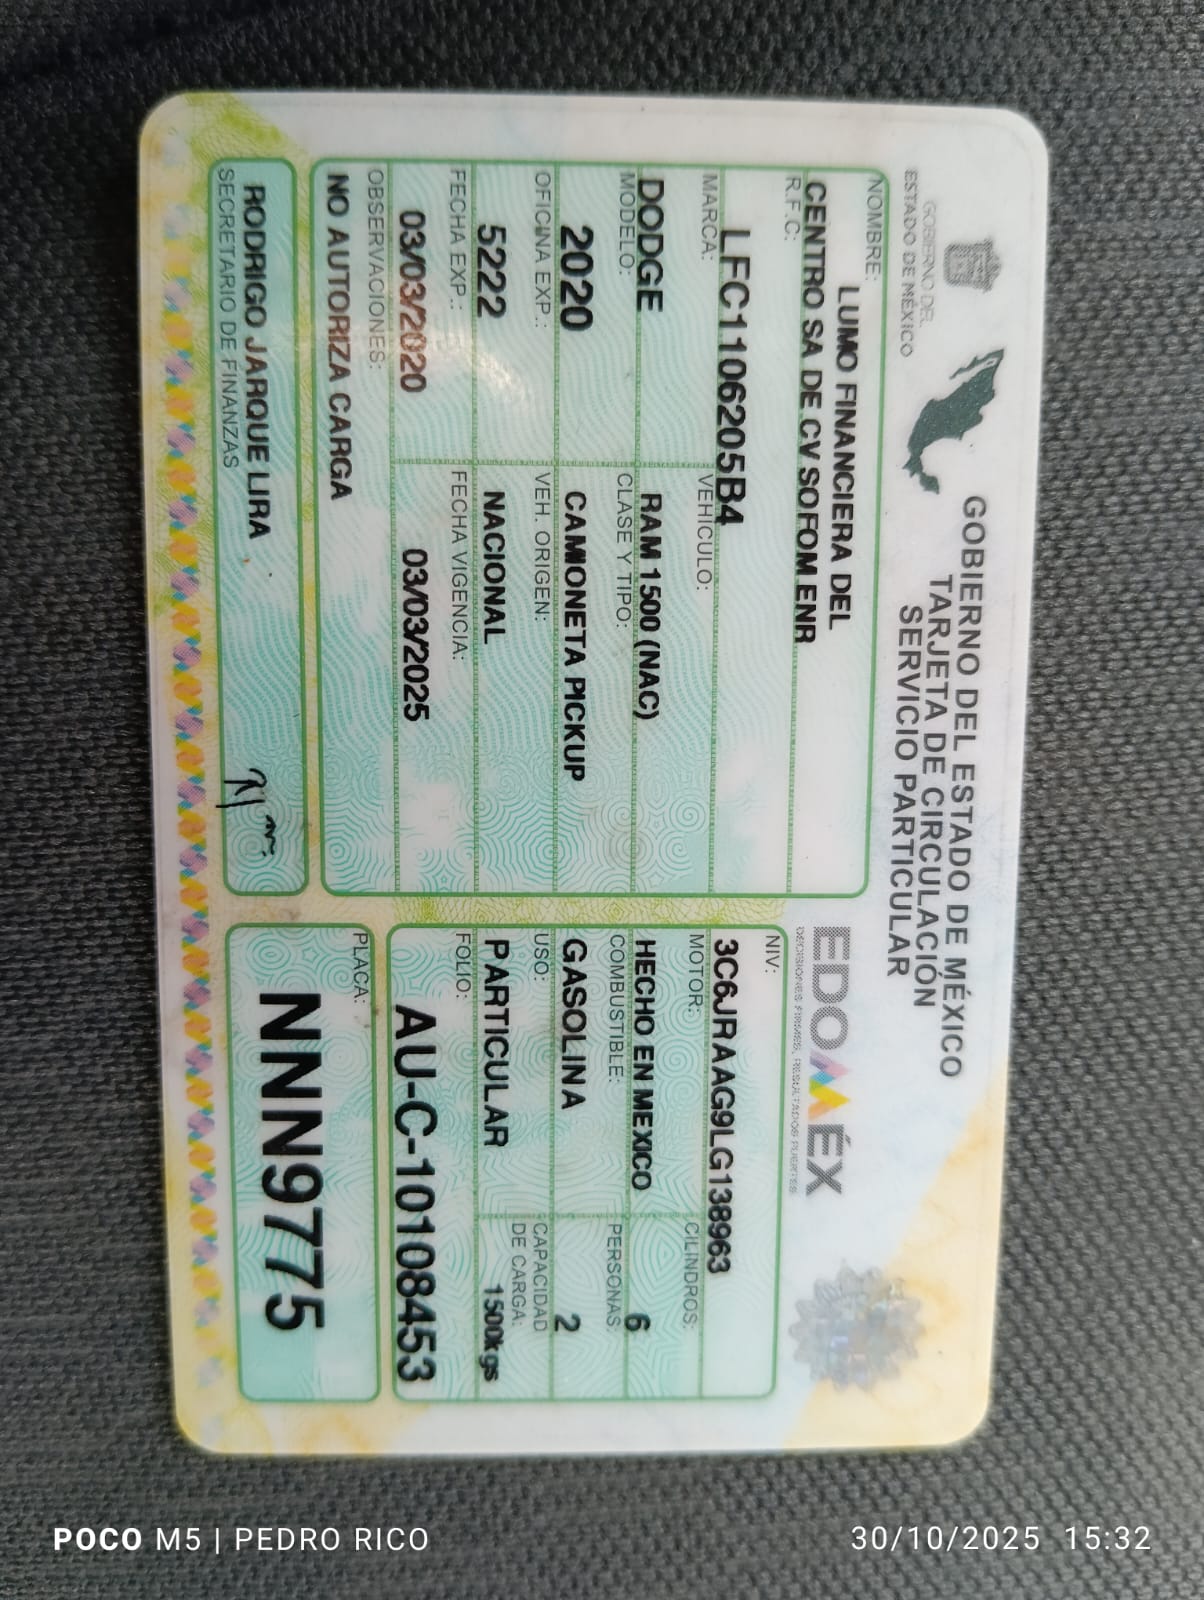 GOBIERNO DEL
ESTADO DE MÉXICO
GOBIERNO DEL ESTADO DE MÉXICO
TARJETA DE CIRCULACIÓN
SERVICIO PARTICULAR
EDOMÉX
DECISIONES FIRMES, RESULTADOS FUERTES
NOMBRE:
LUMO FINANCIERA DEL
CENTRO SA DE CV SOFOM ENR
R.F.C:
LFC1106205B4
MARCA: VEHÍCULO:
DODGE RAM 1500 (NAC)
MODELO: CLASE Y TIPO:
2020 CAMIONETA PICKUP
OFICINA EXP.: VEH. ORIGEN:
5222 NACIONAL
FECHA EXP.: FECHA VIGENCIA:
03/03/2020 03/03/2025
OBSERVACIONES:
NO AUTORIZA CARGA
RODRIGO JARQUE LIRA
SECRETARIO DE FINANZAS
NIV:
3C6JRAAG9LG138963
MOTOR: CILINDROS:
HECHO EN MEXICO 6
COMBUSTIBLE: PERSONAS:
GASOLINA 2
USO: CAPACIDAD
DE CARGA:
PARTICULAR 1500kgs
FOLIO:
AU-C-10108453
PLACA:
NNN9775
POCO M5 | PEDRO RICO
30/10/2025 15:32